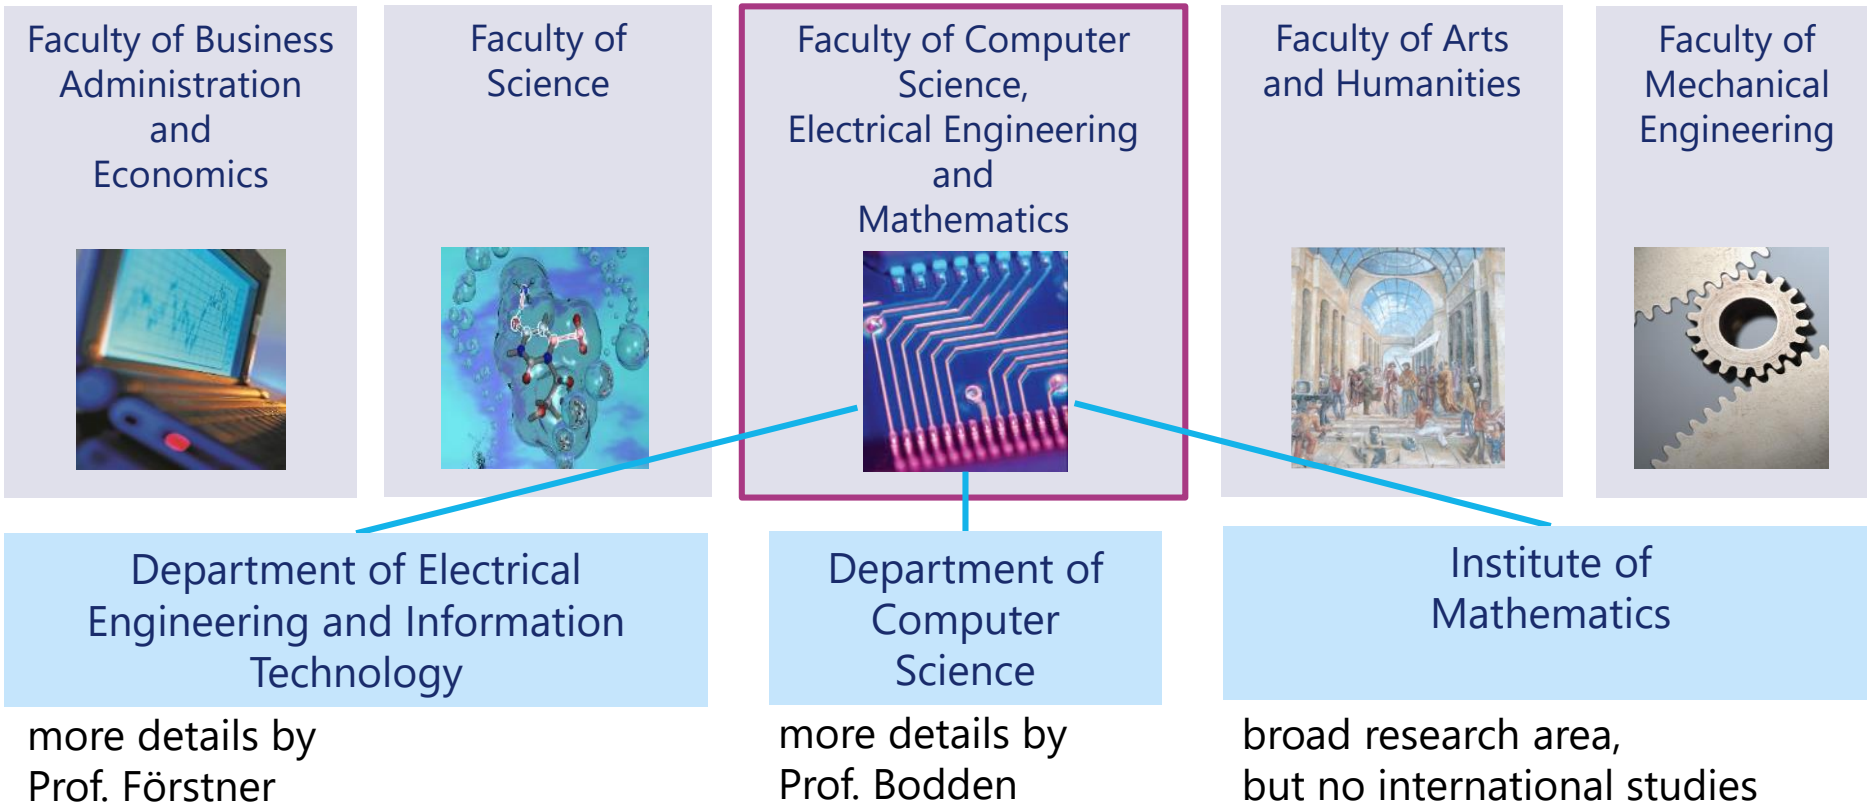 Faculty of Business
Administration
and
Economics
Faculty of
Science
Faculty of Computer
Science,
Electrical Engineering
and
Mathematics
Faculty of Arts
and Humanities
Faculty of
Mechanical
Engineering
Department of Electrical
Engineering and Information
Technology
more details by
Prof. Förstner
Department of
Computer
Science
more details by
Prof. Bodden
Institute of
Mathematics
broad research area,
but no international studies